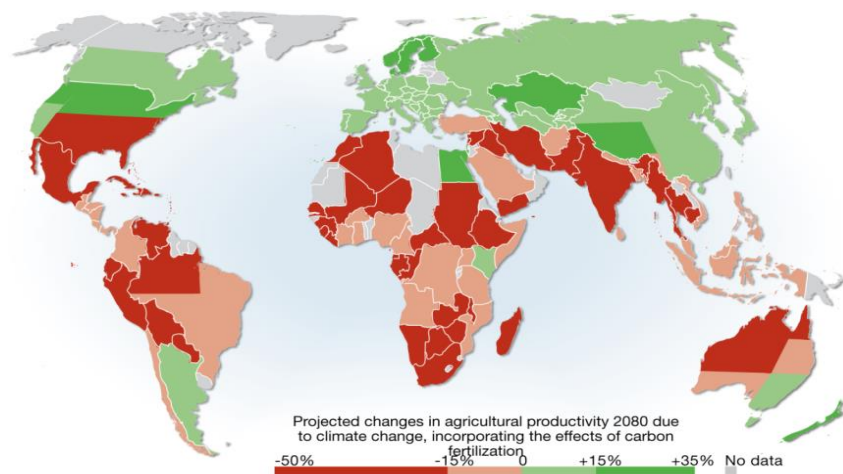 Projected changes in agricultural productivity 2080 due
to climate change, incorporating the effects of carbon
fertilization
-50% -15% 0 +15% +35% No data